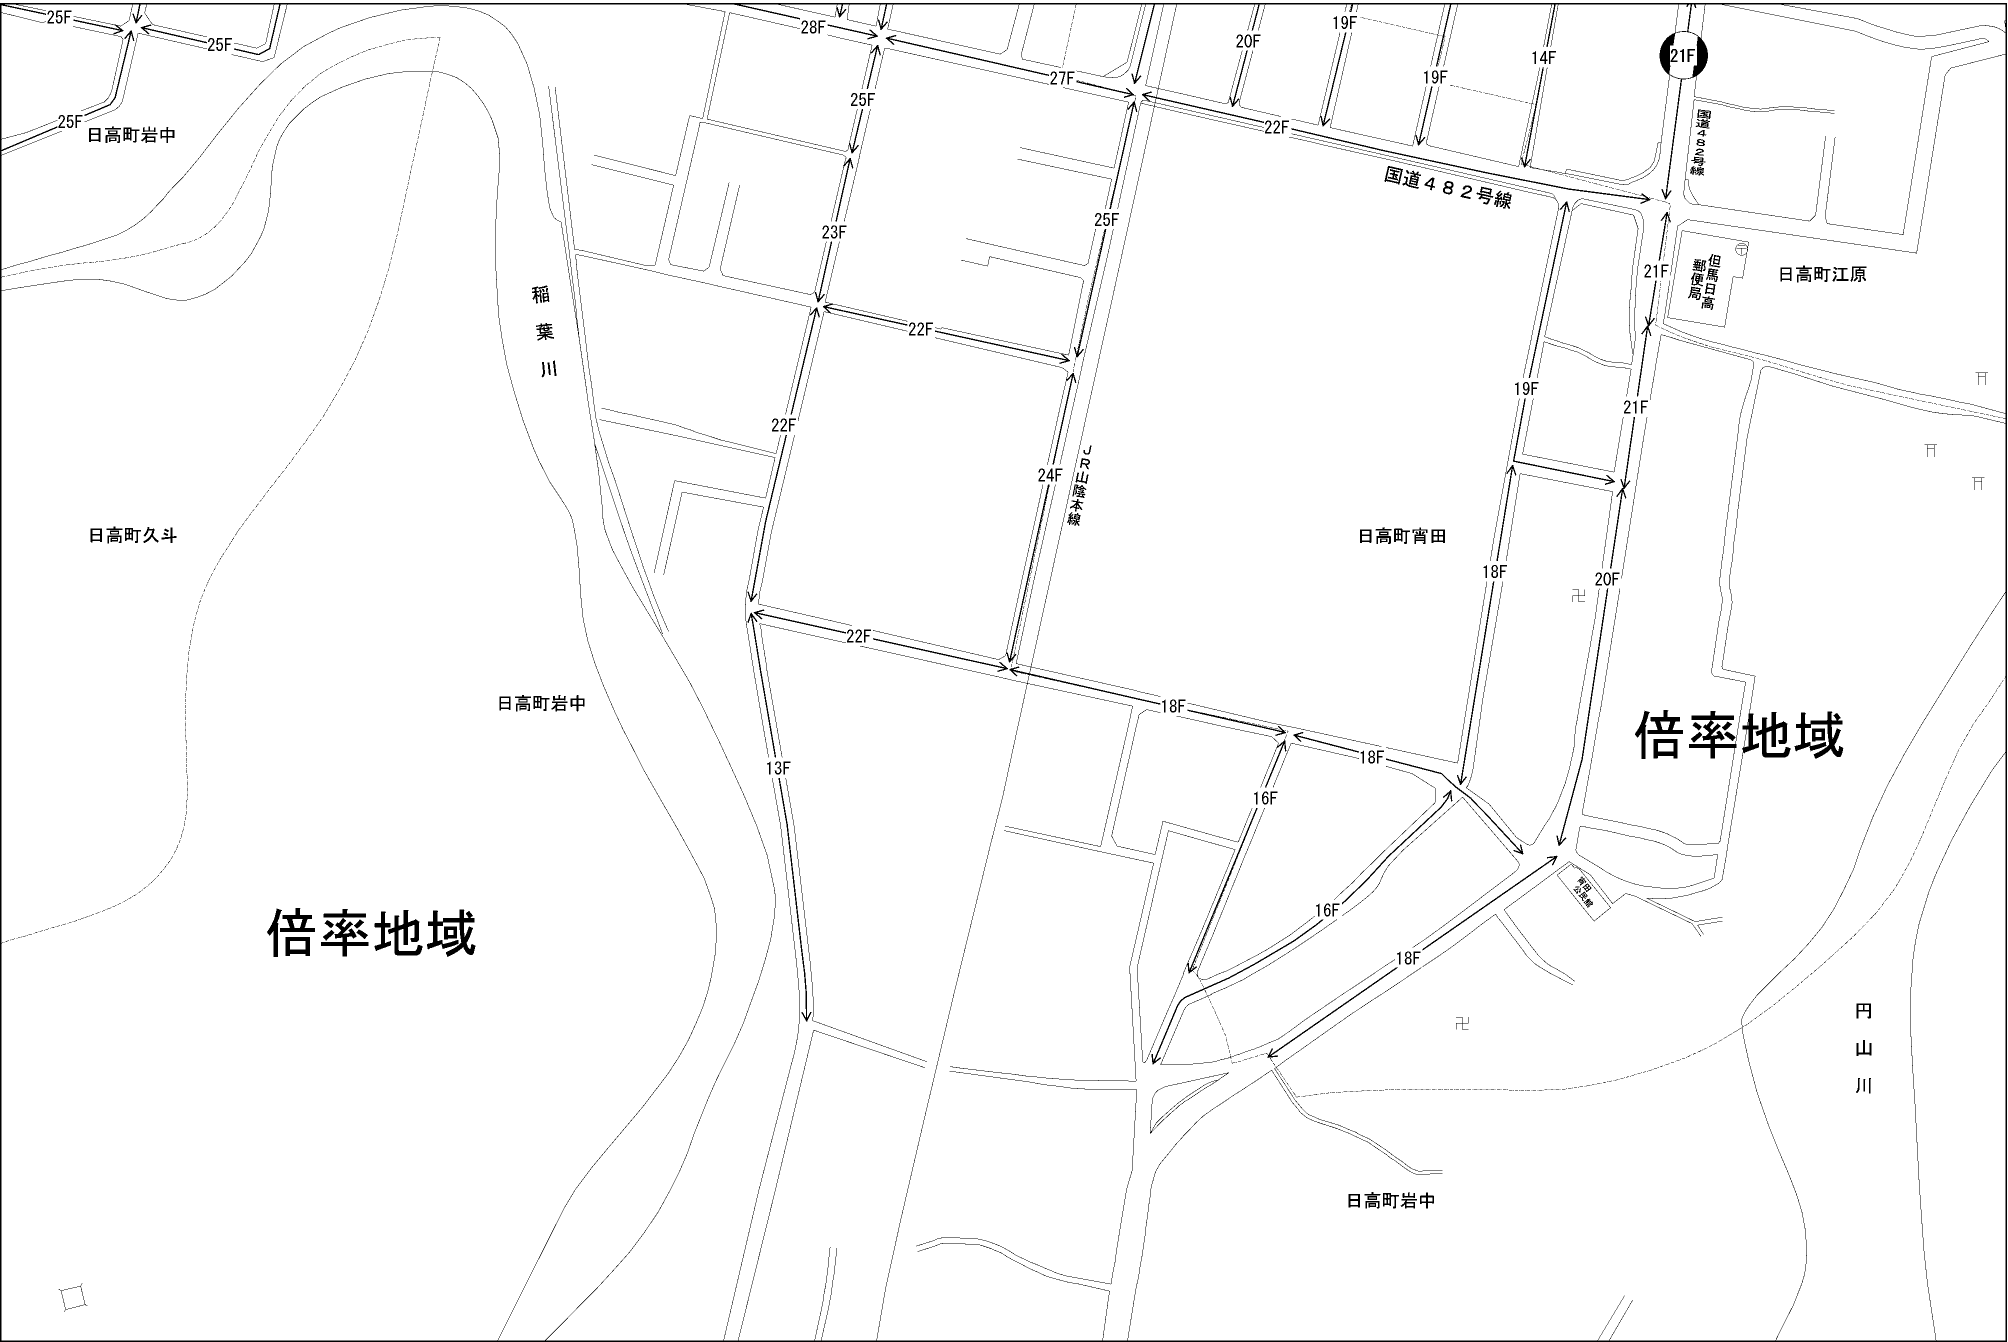 25F
25F
25F
日高町岩中
28F
27F
20F
19F
19F
14F
21F
25F
22F
国道482号線
国道482号線
23F
25F
21F
但馬日高
郵便局
日高町江原
稲葉川
22F
22F
19F
21F
24F
JR山陰本線
日高町久斗
日高町宵田
18F
20F
22F
日高町岩中
18F
18F
13F
16F
倍率地域
倍率地域
16F
18F
宵田
公民館
円山川
日高町岩中